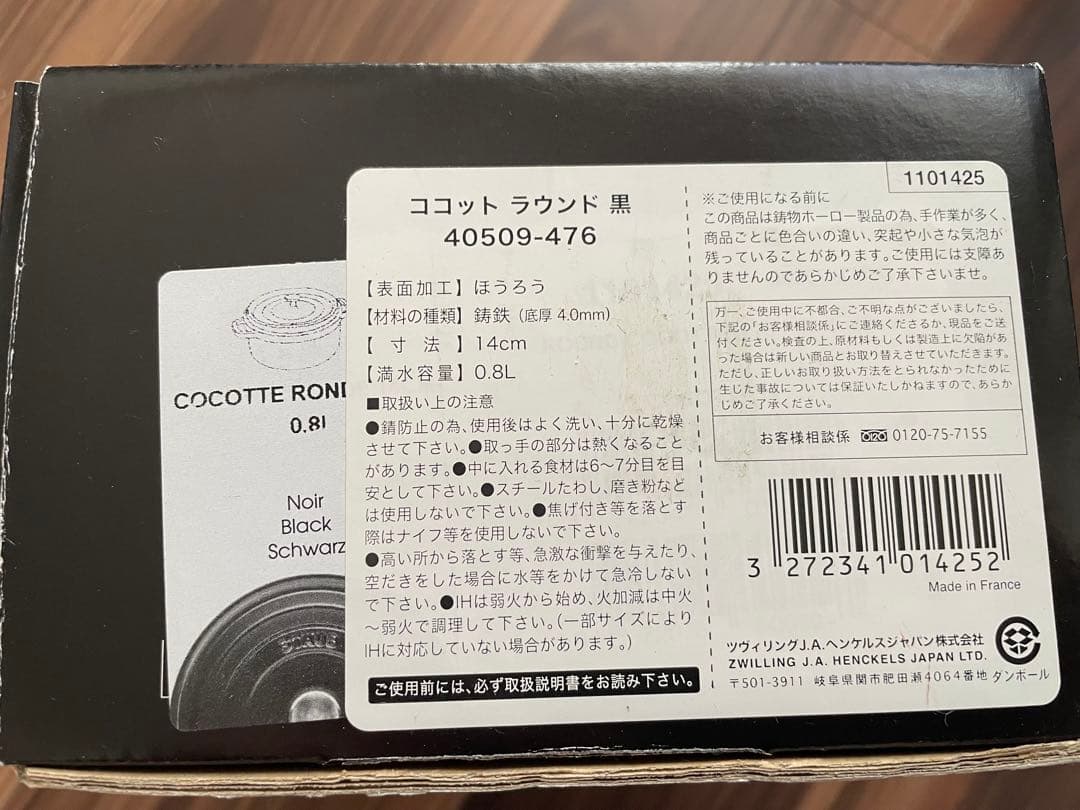 COCOTTE ROND
0.8l
Noir
Black
Schwarz
STAUB
ココット ラウンド 黒
40509-476
【表面加工】ほうろう
【材料の種類】鋳鉄（底厚 4.0mm）
【 寸 法 】14cm
【満水容量】0.8L
■取扱い上の注意
●錆防止の為、使用後はよく洗い、十分に乾燥
させて下さい。●取っ手の部分は熱くなること
があります。●中に入れる食材は6〜7分目を目
安として下さい。●スチールたわし、磨き粉など
は使用しないで下さい。●焦げ付き等を落とす
際はナイフ等を使用しないで下さい。
●高い所から落とす等、急激な衝撃を与えたり、
空だきをした場合に水等をかけて急冷しない
で下さい。●IHは弱火から始め、火加減は中火
〜弱火で調理して下さい。（一部サイズにより
IHに対応していない場合があります。）
ご使用前には、必ず取扱説明書をお読み下さい。
1101425
※ご使用になる前に
この商品は鋳物ホーロー製品の為、手作業が多く、
商品ごとに色合いの違い、突起や小さな気泡が
残っていることがあります。ご使用には支障あ
りませんのであらかじめご了承下さいませ。
万一、ご使用中に不都合、ご不明な点がございましたら、
下記の「お客様相談係」にご連絡くださるか、現品をご送
付ください。検査の上、原材料もしくは製造上に欠陥があ
った場合は新しい商品とお取り替えさせていただきます。
ただし、正しいお取り扱い方法をとられなかったために
生じた事故については保証いたしかねますので、あらか
じめご了承ください。
お客様相談係 0120-75-7155
3 272341 014252
Made in France
ツヴィリングJ.A.ヘンケルスジャパン株式会社
ZWILLING J.A. HENCKELS JAPAN LTD.
〒501-3911 岐阜県関市肥田瀬4064番地
ダンボール